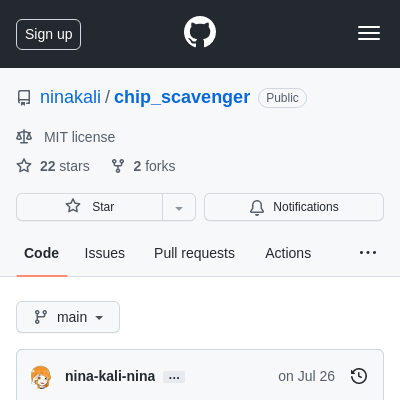 Sign up
ninakali / chip_scavenger Public
MIT license
22 stars 2 forks
Star Notifications
Code Issues Pull requests Actions ...
main
nina-kali-nina ... on Jul 26